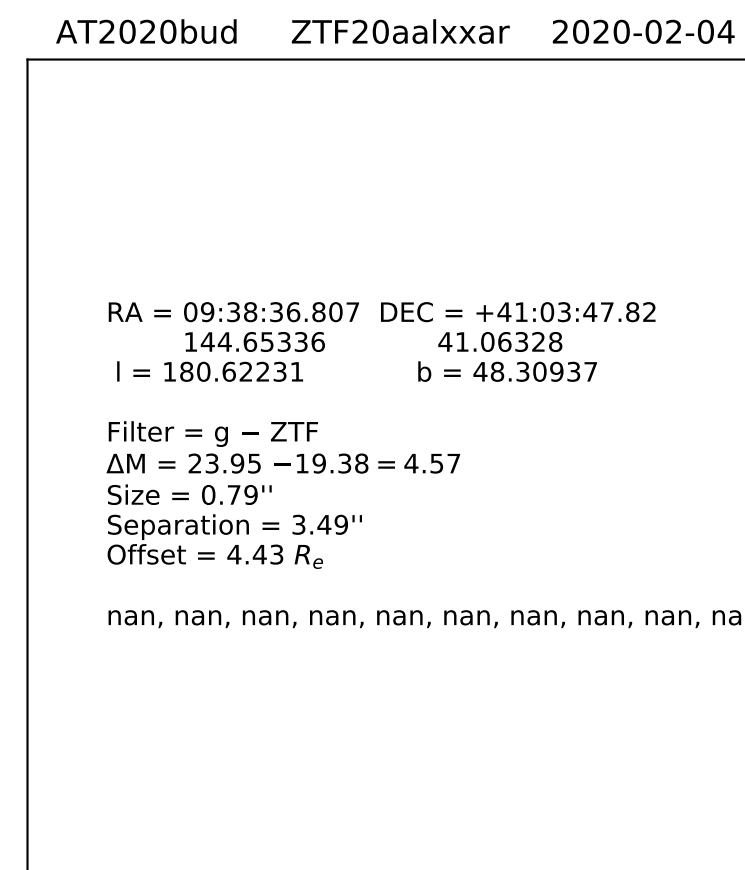 AT2020bud ZTF20aalxxar 2020-02-04
RA = 09:38:36.807 DEC = +41:03:47.82
144.65336 41.06328
l = 180.62231 b = 48.30937
Filter = g − ZTF
ΔM = 23.95 −19.38 = 4.57
Size = 0.79''
Separation = 3.49''
Offset = 4.43 Re
nan, nan, nan, nan, nan, nan, nan, nan, nan, na